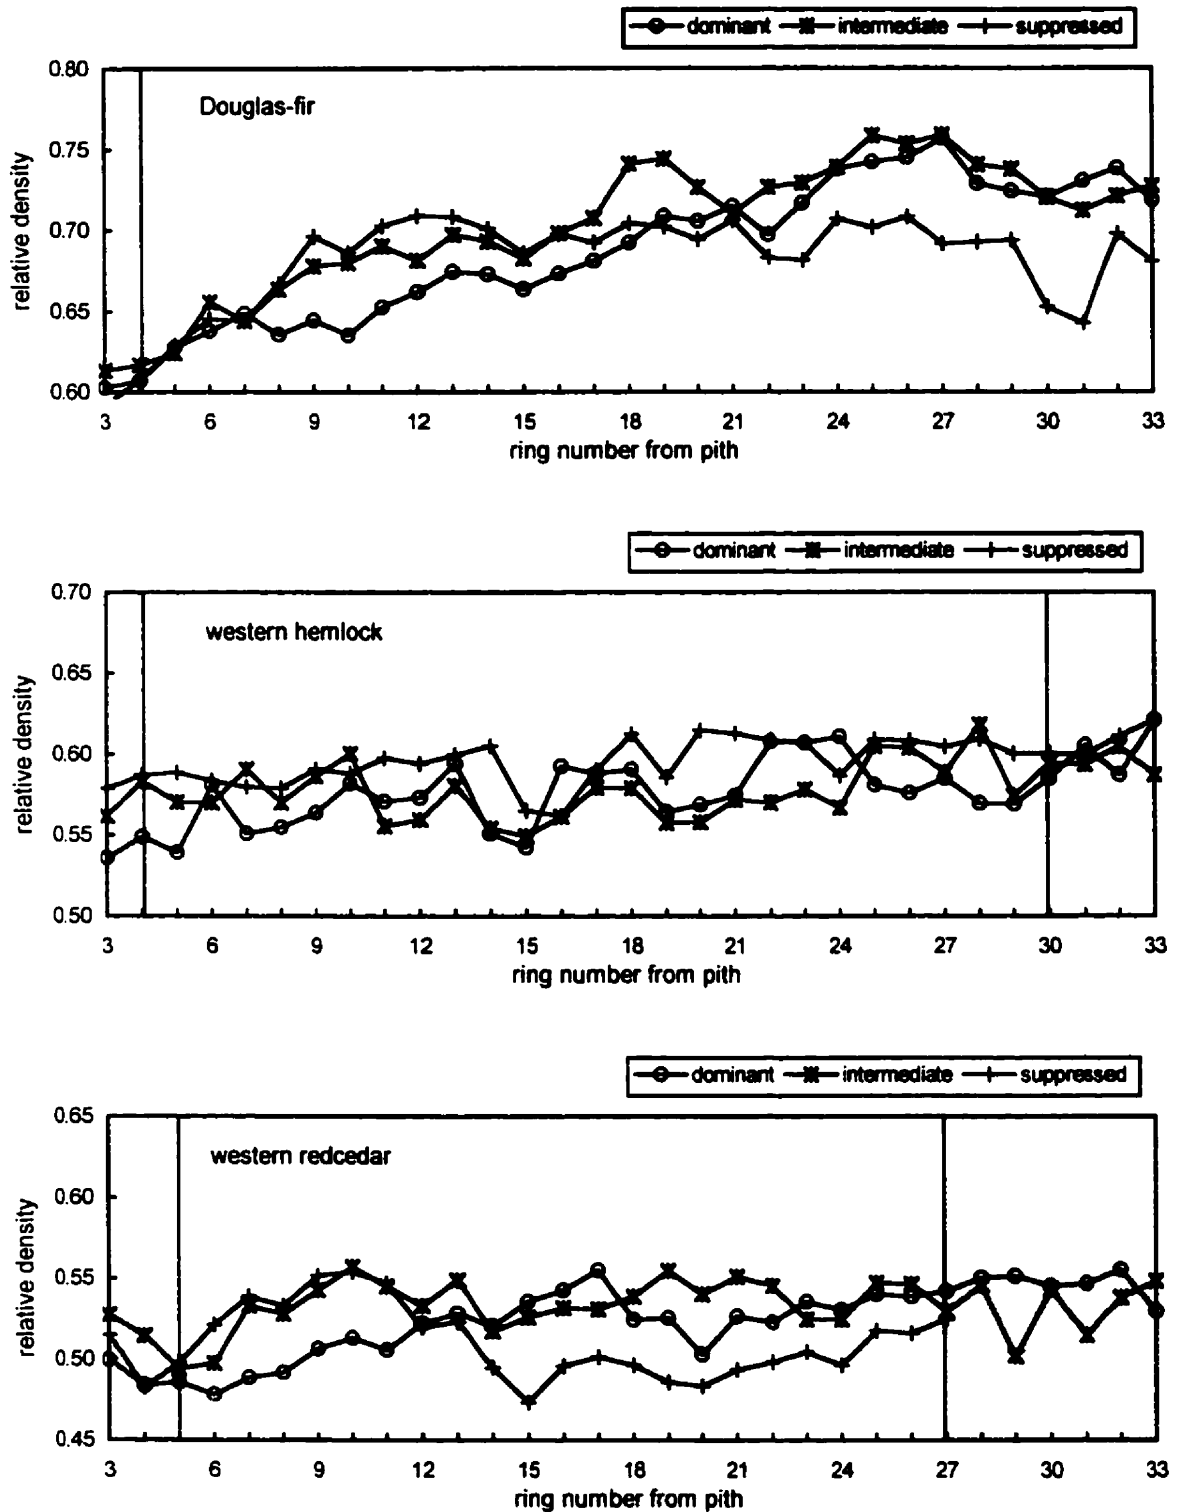 dominant intermediate suppressed
0.80
Douglas-fir
0.75
0.70
0.65
0.60
relative density
3 6 9 12 15 18 21 24 27 30 33
ring number from pith
dominant intermediate suppressed
0.70
western hemlock
0.65
0.60
0.55
0.50
relative density
3 6 9 12 15 18 21 24 27 30 33
ring number from pith
dominant intermediate suppressed
0.65
western redcedar
0.60
0.55
0.50
0.45
relative density
3 6 9 12 15 18 21 24 27 30 33
ring number from pith